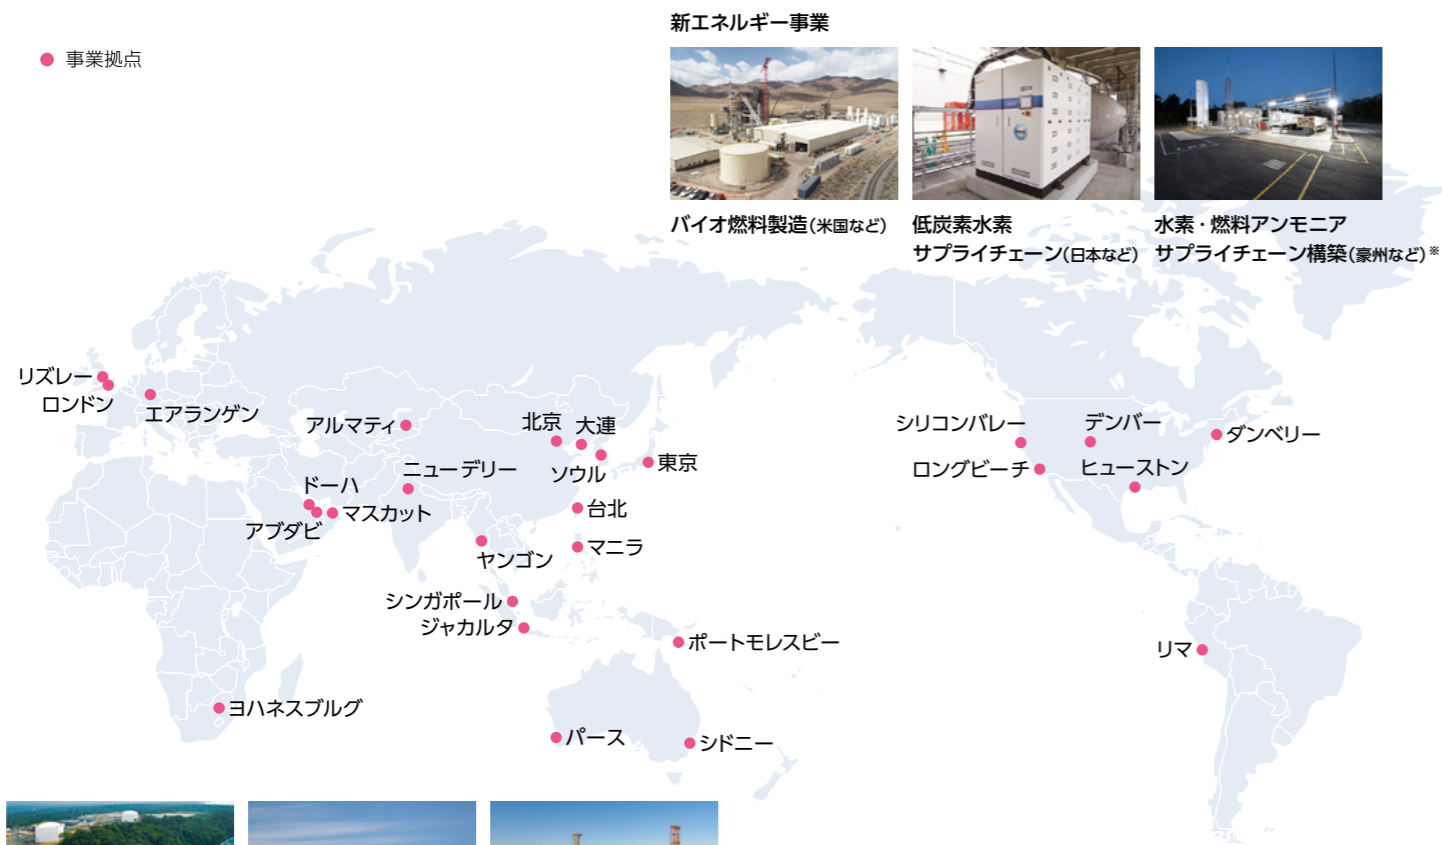 新エネルギー事業
事業拠点
バイオ燃料製造(米国など)
低炭素水素
サプライチェーン(日本など)
水素・燃料アンモニア
サプライチェーン構築(豪州など)※
リズレー
ロンドン
エアランゲン
アルマティ
北京
大連
ソウル
東京
ニューデリー
ドーハ
アブダビ
マスカット
台北
ヤンゴン
マニラ
シンガポール
ジャカルタ
ポートモレスビー
ヨハネスブルグ
パース
シドニー
シリコンバレー
デンバー
ダンベリー
ロングビーチ
ヒューストン
リマ